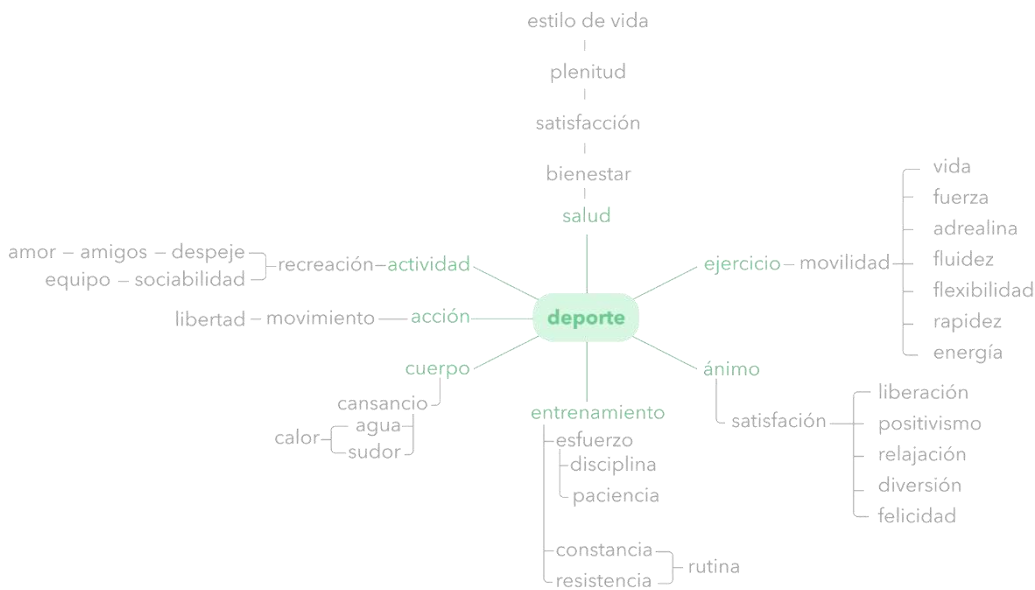 estilo de vida
plenitud
satisfacción
bienestar
salud
amor – amigos – despeje
equipo – sociabilidad
recreación
actividad
libertad – movimiento
acción
cuerpo
cansancio
agua
calor
sudor
deporte
ejercicio – movilidad
vida
fuerza
adrealina
fluidez
flexibilidad
rapidez
energía
ánimo
satisfación
liberación
positivismo
relajación
diversión
felicidad
entrenamiento
esfuerzo
disciplina
paciencia
constancia
resistencia
rutina